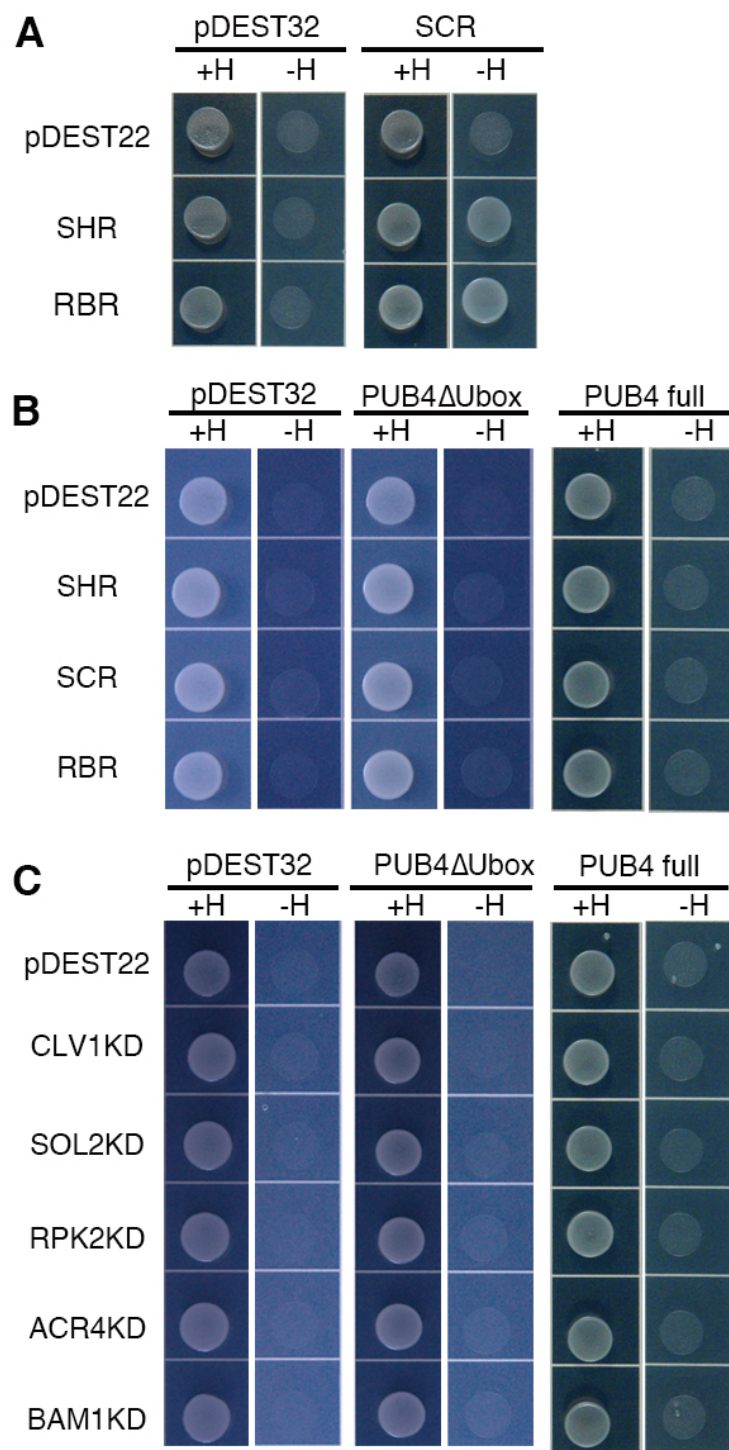 A
pDEST32 SCR
+H -H +H -H
pDEST22
SHR
RBR
B
pDEST32 PUB4ΔUbox PUB4 full
+H -H +H -H +H -H
pDEST22
SHR
SCR
RBR
C
pDEST32 PUB4ΔUbox PUB4 full
+H -H +H -H +H -H
pDEST22
CLV1KD
SOL2KD
RPK2KD
ACR4KD
BAM1KD